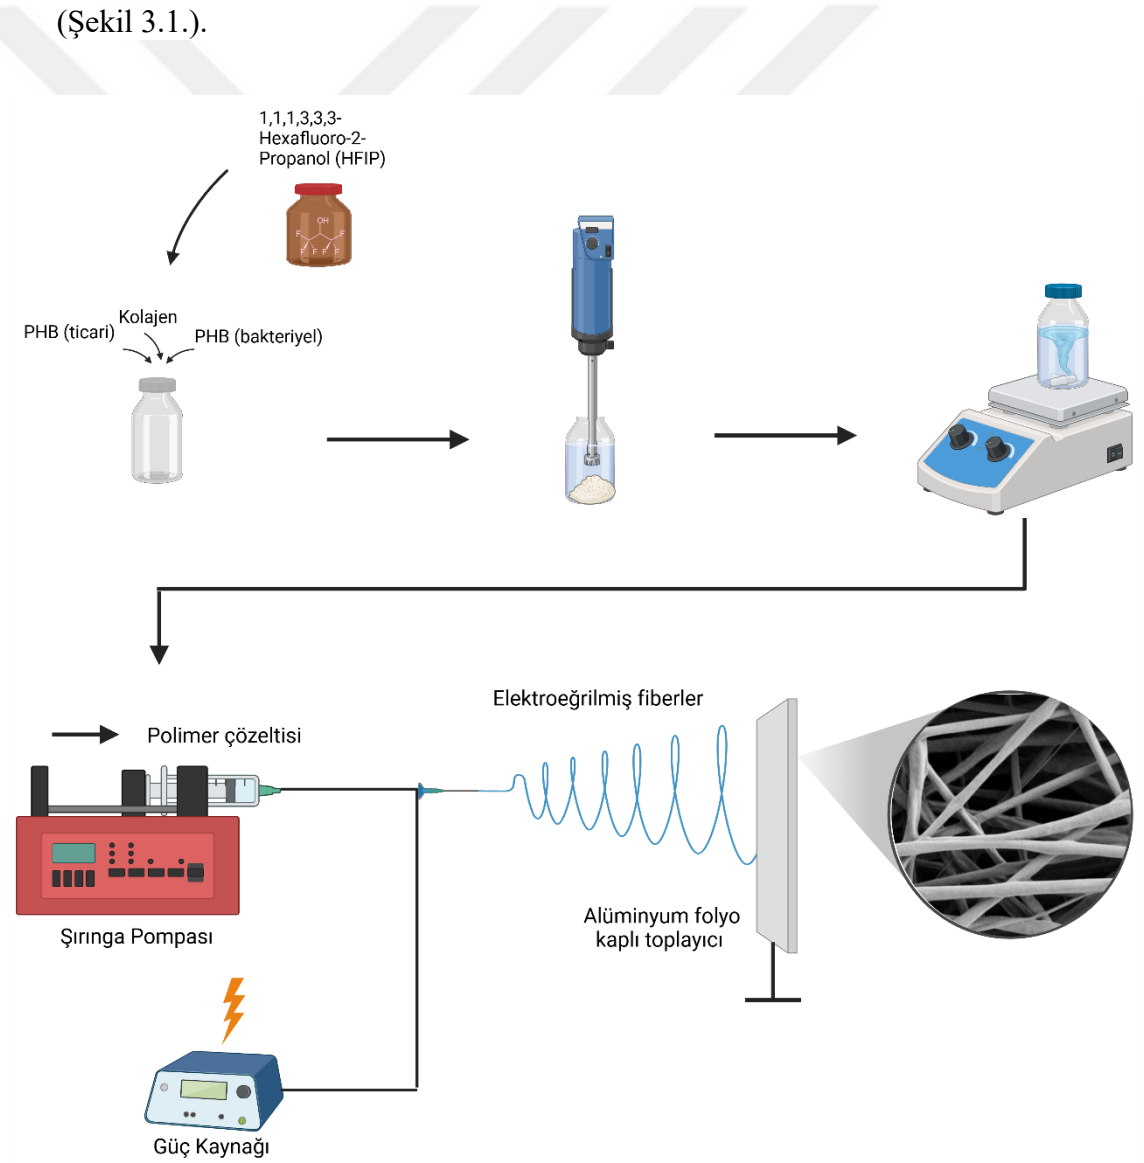 (Şekil 3.1.).
1,1,1,3,3,3-
Hexafluoro-2-
Propanol (HFIP)
OH
F
F
F
F
F
F
PHB (ticari)
Kolajen
PHB (bakteriyel)
Elektroeğrilmiş fiberler
Polimer çözeltisi
Şırınga Pompası
Alüminyum folyo
kaplı toplayıcı
Güç Kaynağı